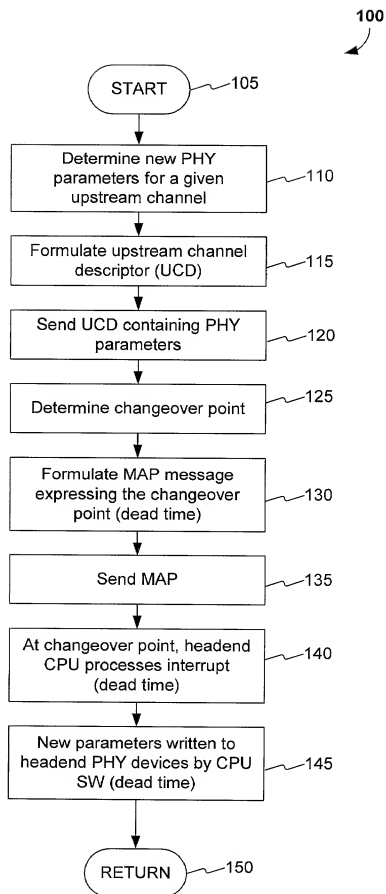 100
START
105
Determine new PHY
parameters for a given
upstream channel
110
Formulate upstream channel
descriptor (UCD)
115
Send UCD containing PHY
parameters
120
Determine changeover point
125
Formulate MAP message
expressing the changeover
point (dead time)
130
Send MAP
135
At changeover point, headend
CPU processes interrupt
(dead time)
140
New parameters written to
headend PHY devices by CPU
SW (dead time)
145
RETURN
150